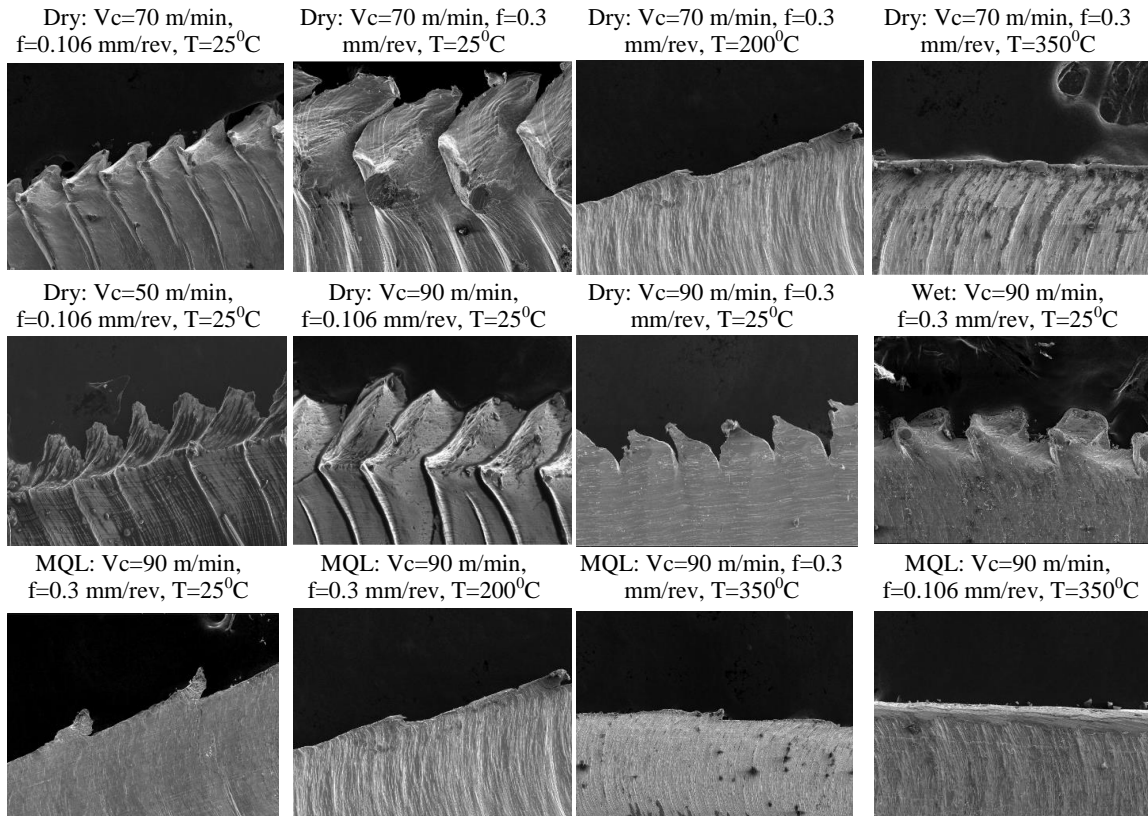 Dry: Vc=70 m/min,
f=0.106 mm/rev, T=25⁰C
Dry: Vc=70 m/min, f=0.3
mm/rev, T=25⁰C
Dry: Vc=70 m/min, f=0.3
mm/rev, T=200⁰C
Dry: Vc=70 m/min, f=0.3
mm/rev, T=350⁰C
Dry: Vc=50 m/min,
f=0.106 mm/rev, T=25⁰C
Dry: Vc=90 m/min,
f=0.106 mm/rev, T=25⁰C
Dry: Vc=90 m/min, f=0.3
mm/rev, T=25⁰C
Wet: Vc=90 m/min,
f=0.3 mm/rev, T=25⁰C
MQL: Vc=90 m/min,
f=0.3 mm/rev, T=25⁰C
MQL: Vc=90 m/min,
f=0.3 mm/rev, T=200⁰C
MQL: Vc=90 m/min, f=0.3
mm/rev, T=350⁰C
MQL: Vc=90 m/min,
f=0.106 mm/rev, T=350⁰C